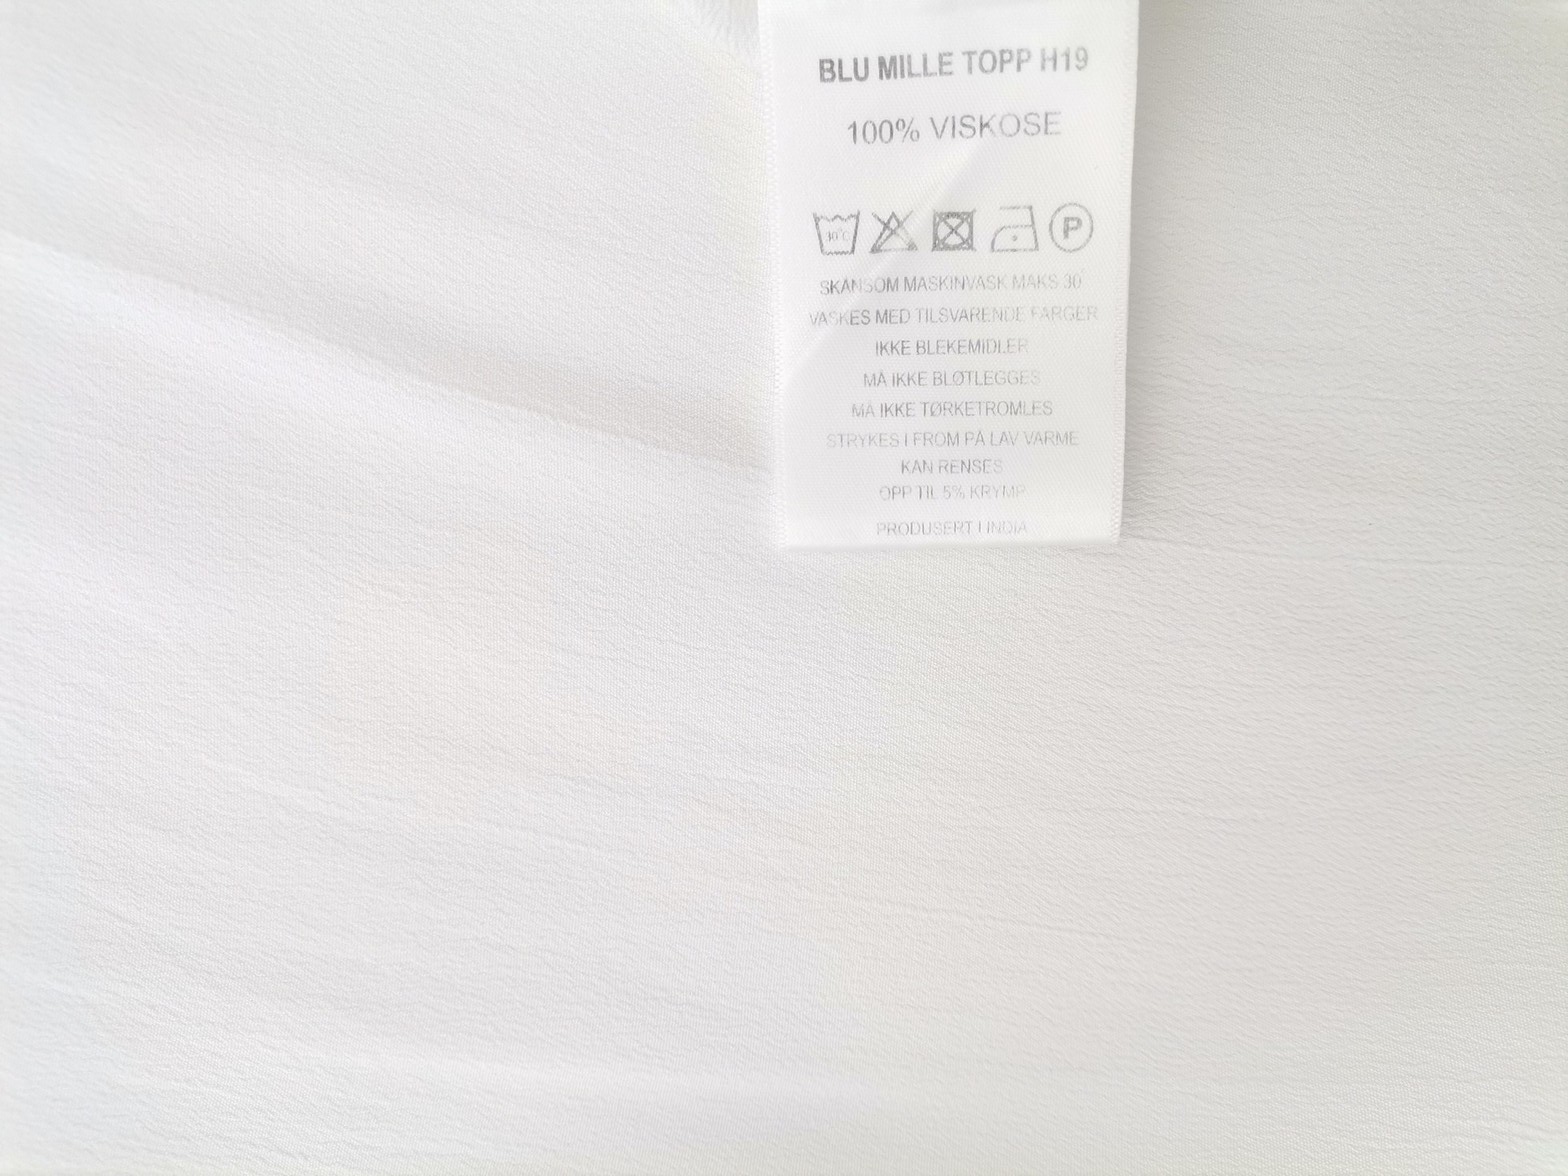 BLU MILLE TOPP H19
100% VISKOSE
30°C P
SKÅNSOM MASKINVASK MAKS 30
VASKES MED TILSVARENDE FARGER
IKKE BLEKEMIDLER
MÅ IKKE BLØTLEGGES
MÅ IKKE TØRKETROMLES
STRYKES I FROM PÅ LAV VARME
KAN RENSES
OPP TIL 5% KRYMP
PRODUSERT I INDIA